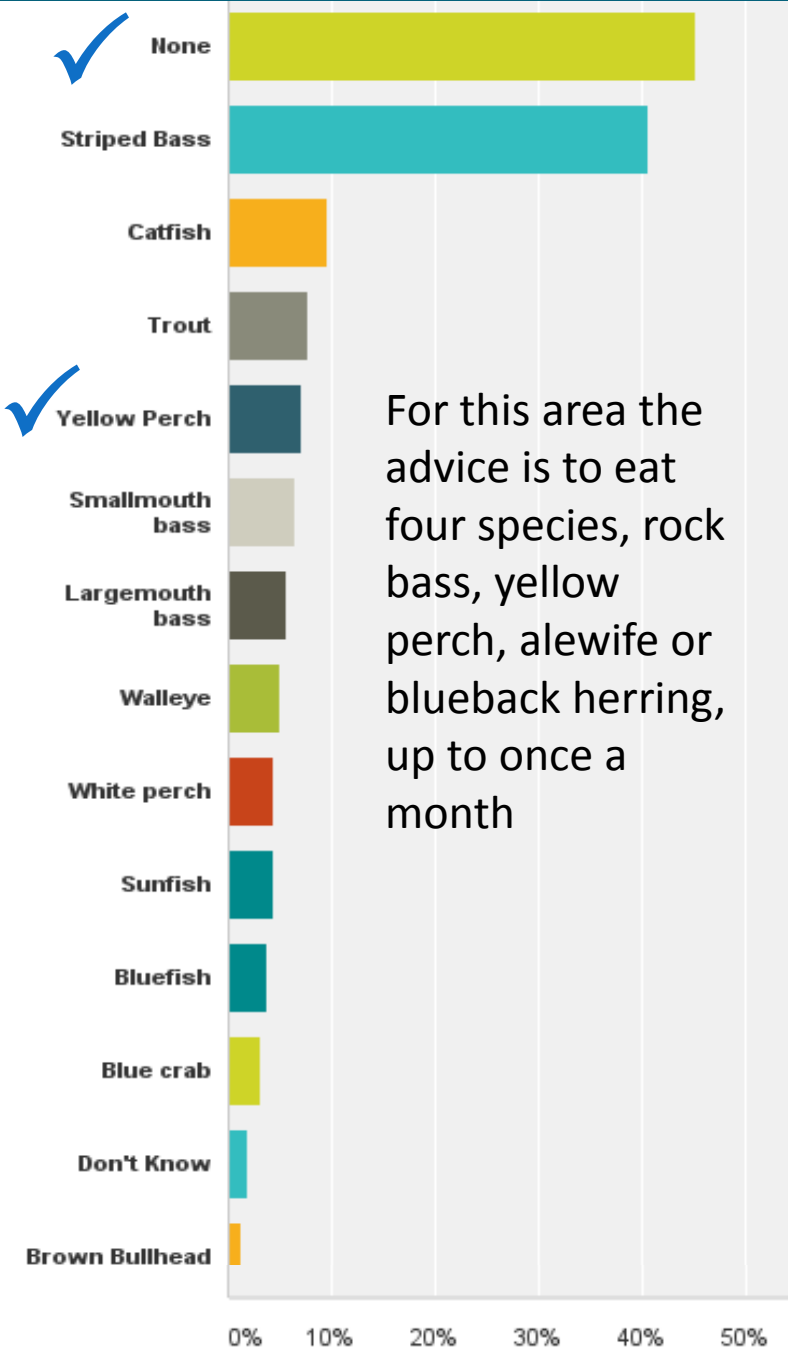 None
Striped Bass
Catfish
Trout
Yellow Perch
Smallmouth
bass
Largemouth
bass
Walleye
White perch
Sunfish
Bluefish
Blue crab
Don't Know
Brown Bullhead
For this area the
advice is to eat
four species, rock
bass, yellow
perch, alewife or
blueback herring,
up to once a
month
0% 10% 20% 30% 40% 50%